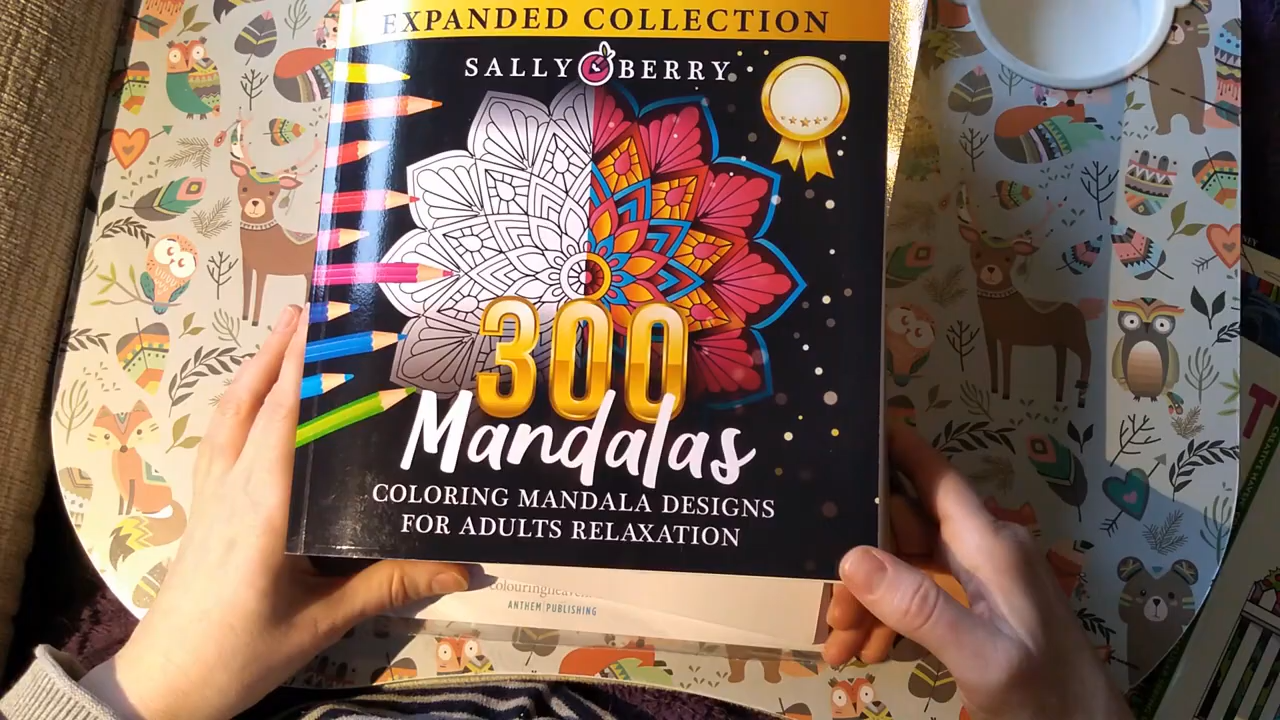 EXPANDED COLLECTION
SALLY BERRY
300
Mandalas
COLORING MANDALA DESIGNS
FOR ADULTS RELAXATION
ANTHEM PUBLISHING